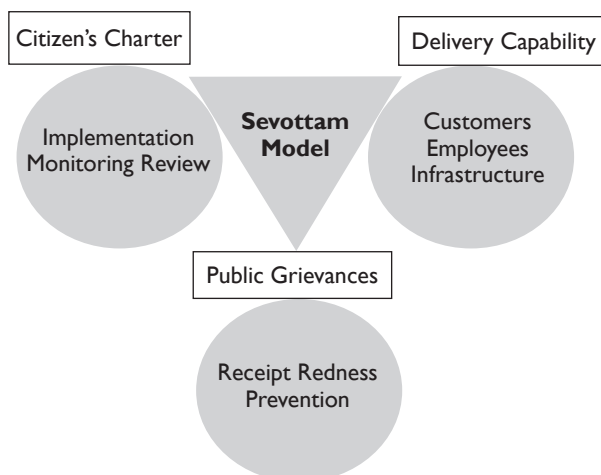 Citizen's Charter
Implementation
Monitoring Review
Sevottam
Model
Delivery Capability
Customers
Employees
Infrastructure
Public Grievances
Receipt Redness
Prevention